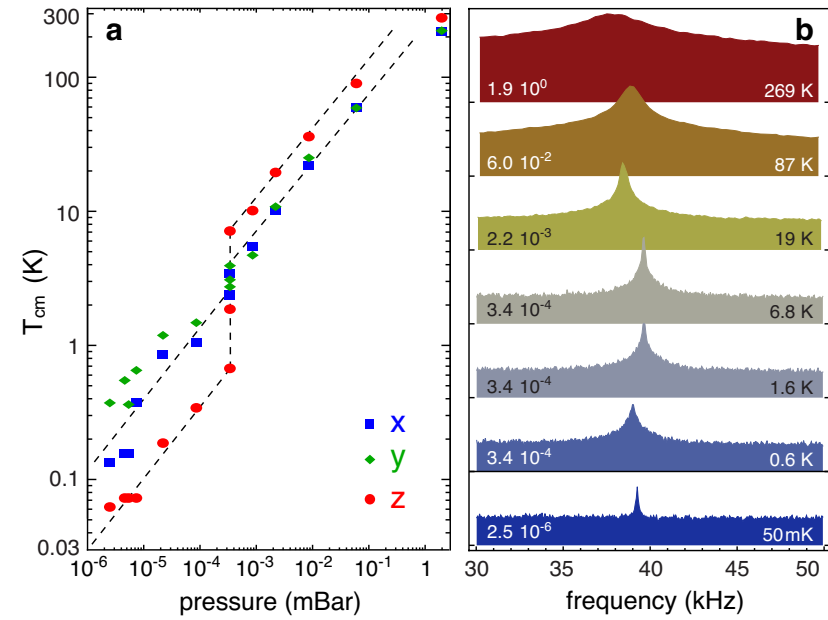 a
300
100
10
1
0.1
0.03
T_cm (K)
x
y
z
10⁻⁶ 10⁻⁵ 10⁻⁴ 10⁻³ 10⁻² 10⁻¹ 1
pressure (mBar)
b
1.9 10⁰ 269 K
6.0 10⁻² 87 K
2.2 10⁻³ 19 K
3.4 10⁻⁴ 6.8 K
3.4 10⁻⁴ 1.6 K
3.4 10⁻⁴ 0.6 K
2.5 10⁻⁶ 50mK
30 35 40 45 50
frequency (kHz)